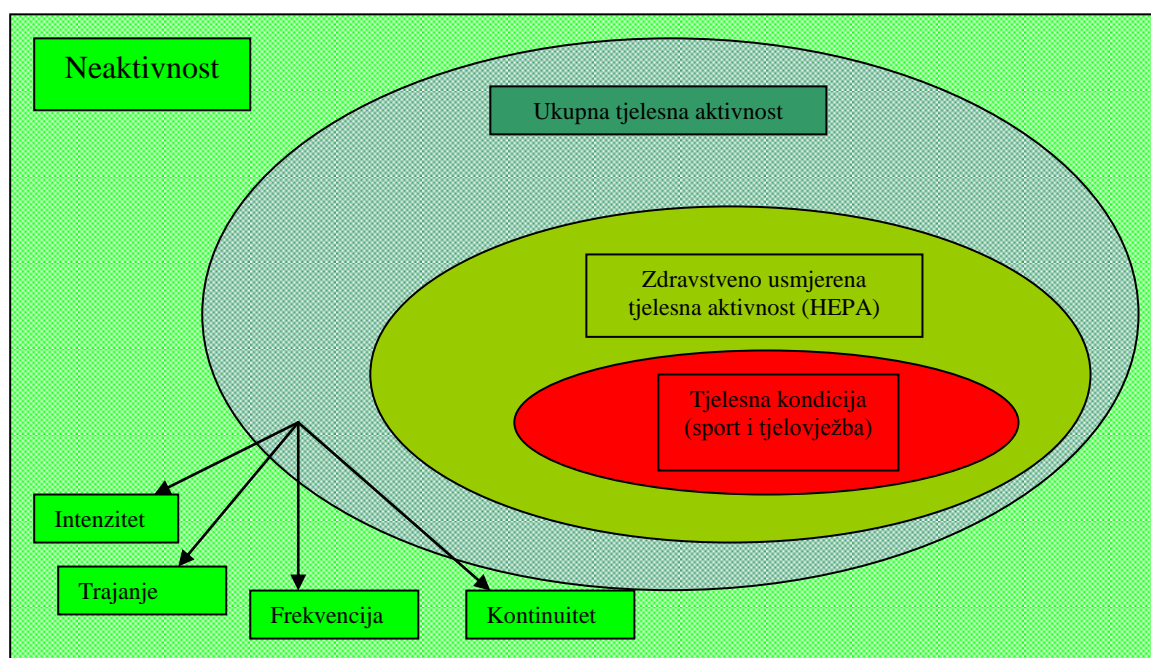 Neaktivnost
Ukupna tjelesna aktivnost
Zdravstveno usmjerena
tjelesna aktivnost (HEPA)
Tjelesna kondicija
(sport i tjelovježba)
Intenzitet
Trajanje
Frekvencija
Kontinuitet